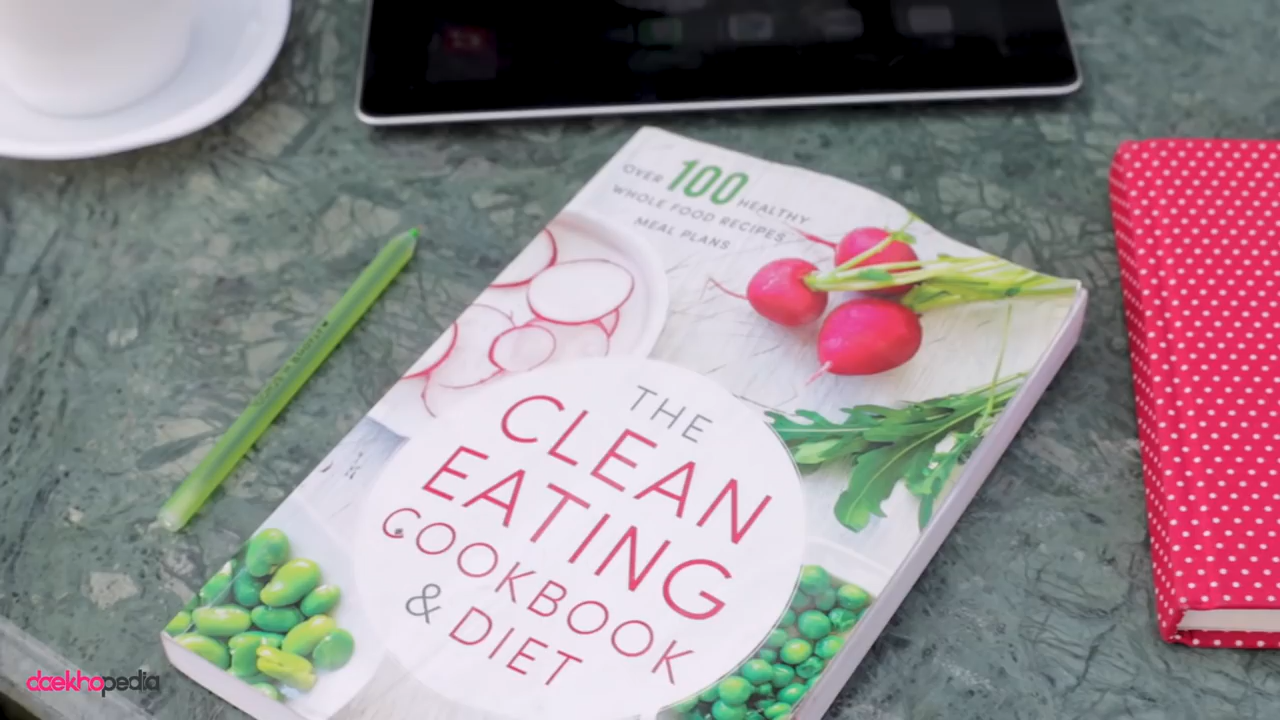 OVER 100 HEALTHY
WHOLE FOOD RECIPES
MEAL PLANS
THE
CLEAN
EATING
COOKBOOK
& DIET
daekhopedia